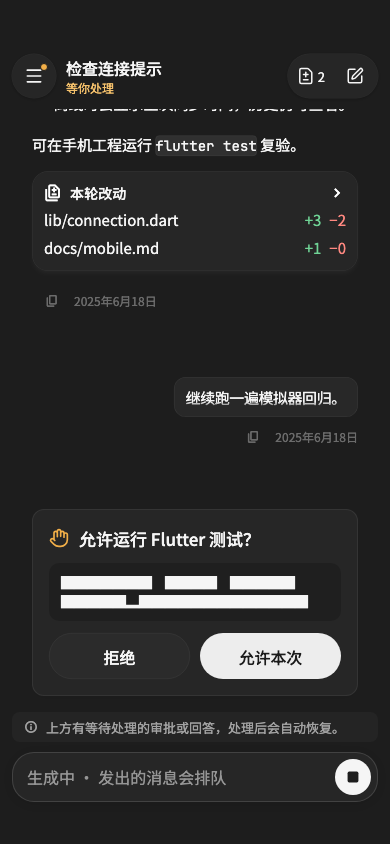 检查连接提示
等你处理
2
可在手机工程运行 flutter test 复验。
本轮改动
lib/connection.dart +3 −2
docs/mobile.md +1 −0
2025年6月18日
继续跑一遍模拟器回归。
2025年6月18日
允许运行 Flutter 测试？
拒绝 允许本次
上方有等待处理的审批或回答，处理后会自动恢复。
生成中 · 发出的消息会排队